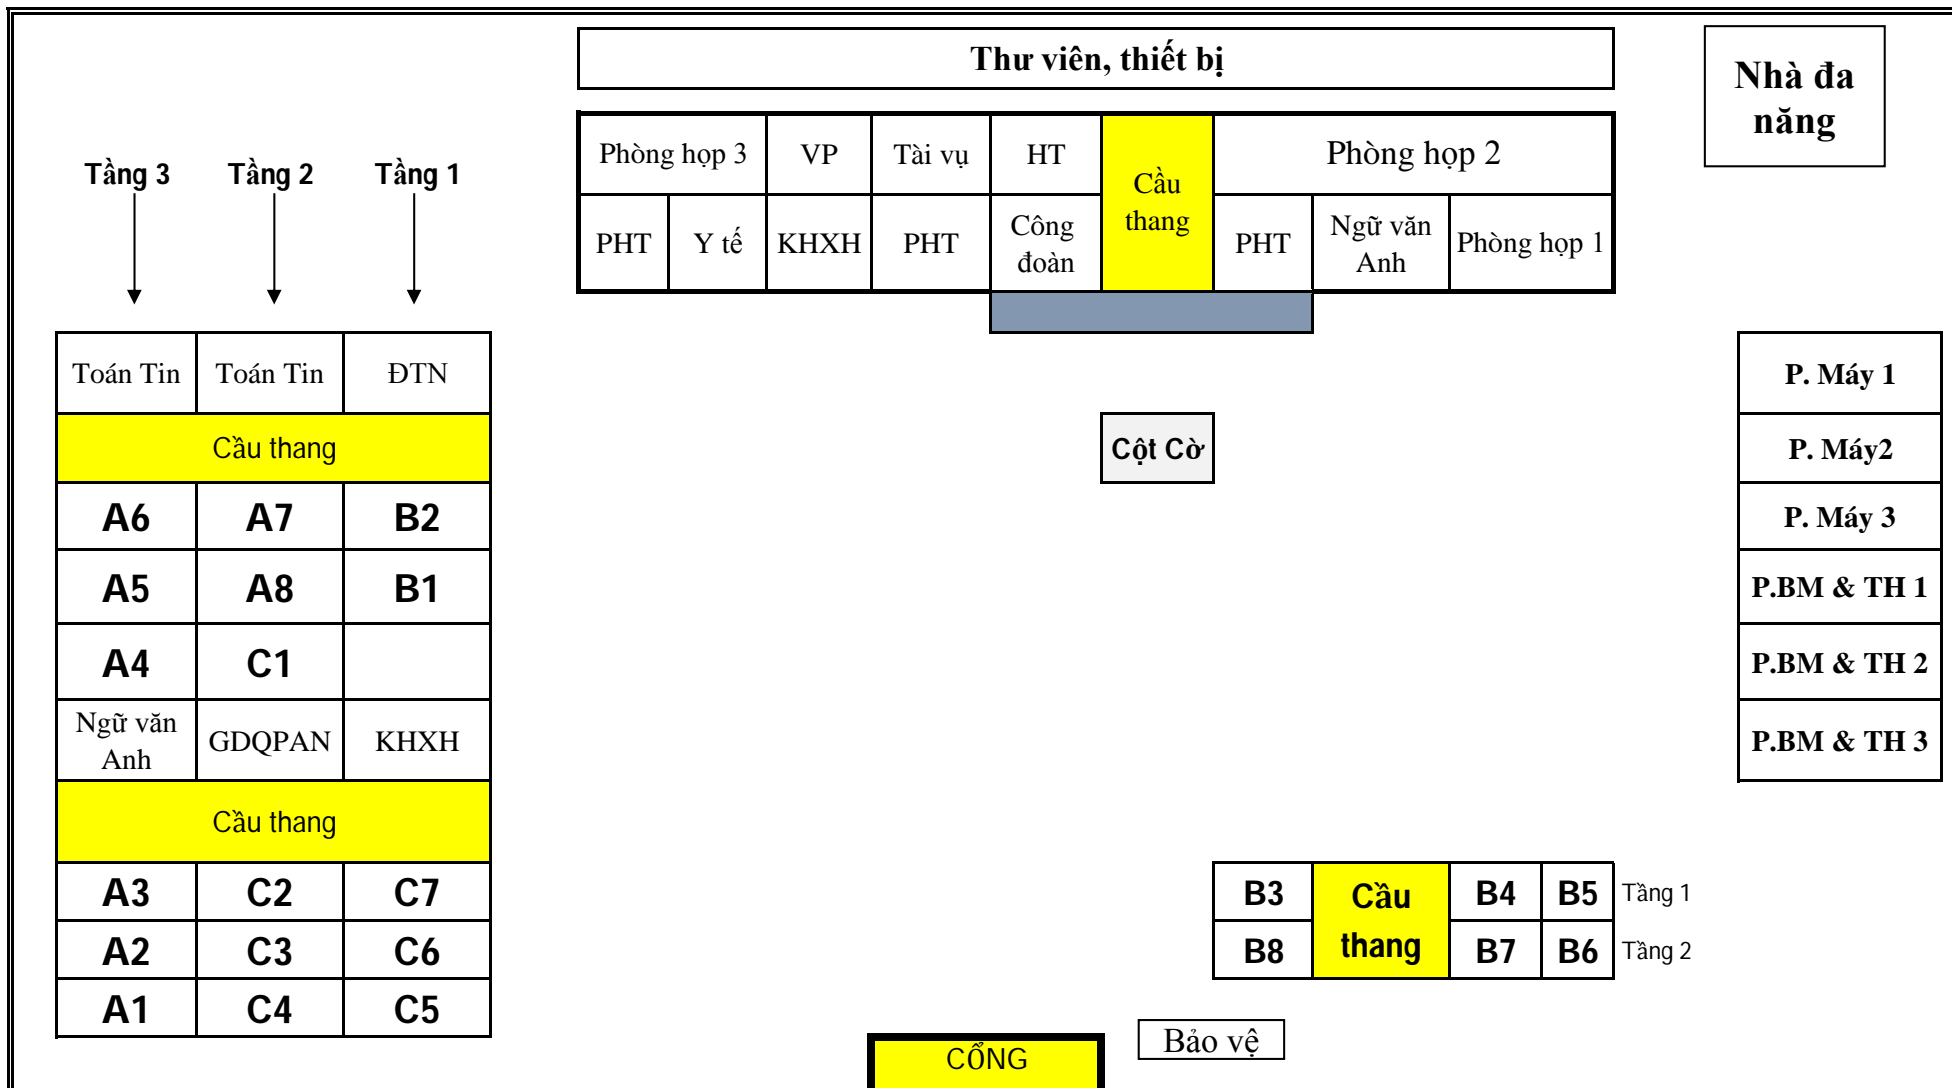 Thư viên, thiết bị
Nhà đa
năng
Phòng họp 3 VP Tài vụ HT Cầu thang Phòng họp 2
PHT Y tế KHXH PHT Công đoàn PHT Ngữ văn Anh Phòng họp 1
Tầng 3 Tầng 2 Tầng 1
Toán Tin Toán Tin ĐTN
Cầu thang
A6 A7 B2
A5 A8 B1
A4 C1
Ngữ văn Anh GDQPAN KHXH
Cầu thang
A3 C2 C7
A2 C3 C6
A1 C4 C5
Cột Cờ
P. Máy 1
P. Máy2
P. Máy 3
P.BM & TH 1
P.BM & TH 2
P.BM & TH 3
B3 Cầu B4 B5 Tầng 1
B8 thang B7 B6 Tầng 2
CỔNG
Bảo vệ